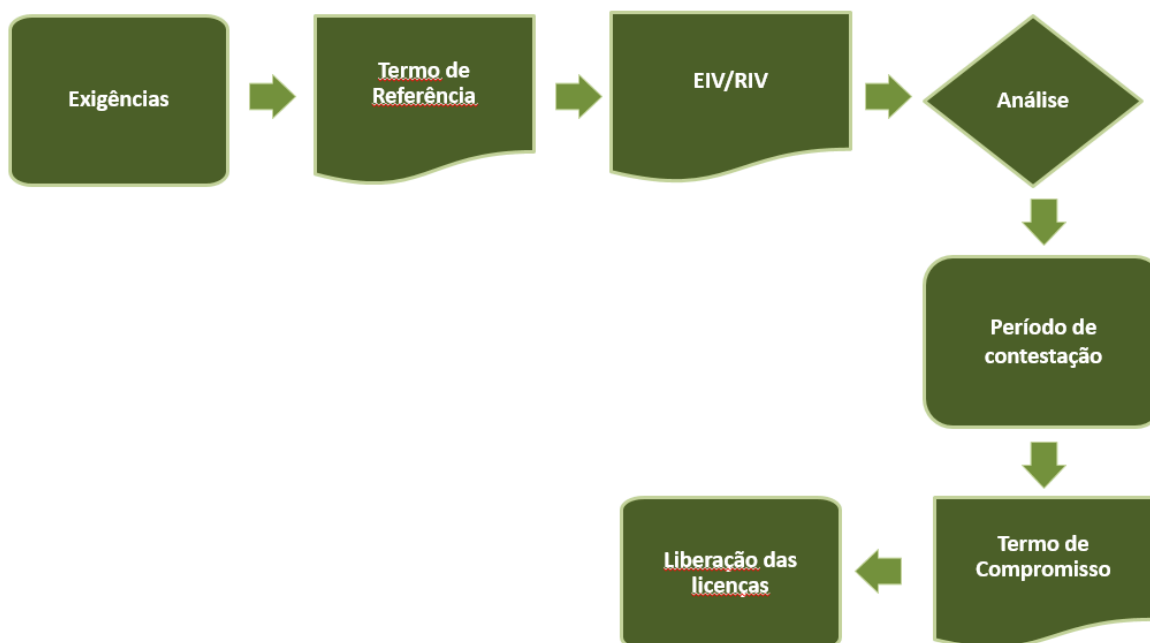 Exigências
Termo de
Referência
EIV/RIV
Análise
Período de
contestação
Termo de
Compromisso
Liberação das
licenças